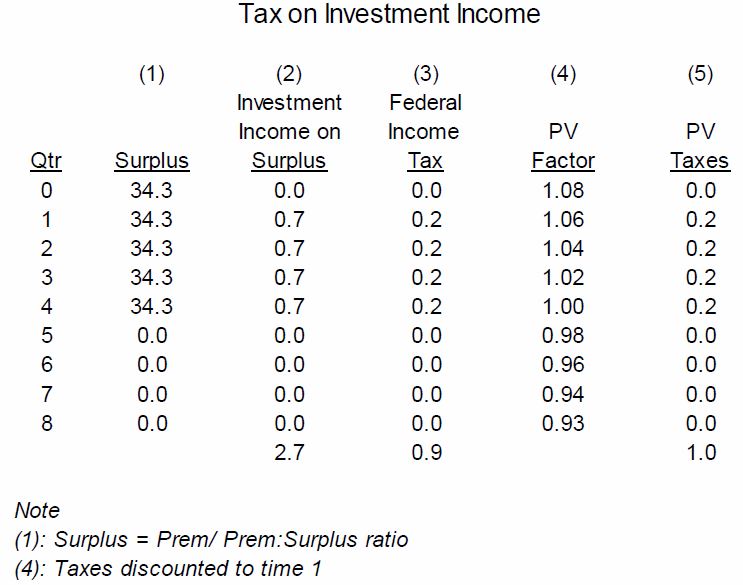 Tax on Investment Income
(1) (2) (3) (4) (5)
Investment Federal
Income on Income PV PV
Qtr Surplus Surplus Tax Factor Taxes
0 34.3 0.0 0.0 1.08 0.0
1 34.3 0.7 0.2 1.06 0.2
2 34.3 0.7 0.2 1.04 0.2
3 34.3 0.7 0.2 1.02 0.2
4 34.3 0.7 0.2 1.00 0.2
5 0.0 0.0 0.0 0.98 0.0
6 0.0 0.0 0.0 0.96 0.0
7 0.0 0.0 0.0 0.94 0.0
8 0.0 0.0 0.0 0.93 0.0
2.7 0.9 1.0
Note
(1): Surplus = Prem/ Prem:Surplus ratio
(4): Taxes discounted to time 1